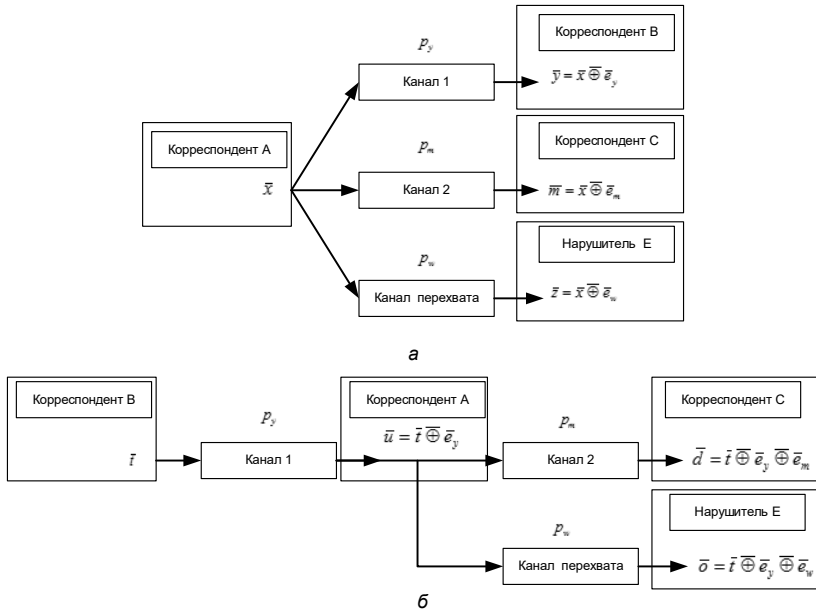 p_y
Корреспондент B
Канал 1
ȳ = x̄ ⊕̄ ē_y
Корреспондент A
x̄
p_m
Корреспондент C
Канал 2
m̄ = x̄ ⊕̄ ē_m
p_w
Нарушитель E
Канал перехвата
z̄ = x̄ ⊕̄ ē_w
а
Корреспондент B
t̄
p_y
Канал 1
Корреспондент A
ū = t̄ ⊕̄ ē_y
p_m
Канал 2
Корреспондент C
d̄ = t̄ ⊕̄ ē_y ⊕̄ ē_m
p_w
Канал перехвата
Нарушитель E
ō = t̄ ⊕̄ ē_y ⊕̄ ē_w
б